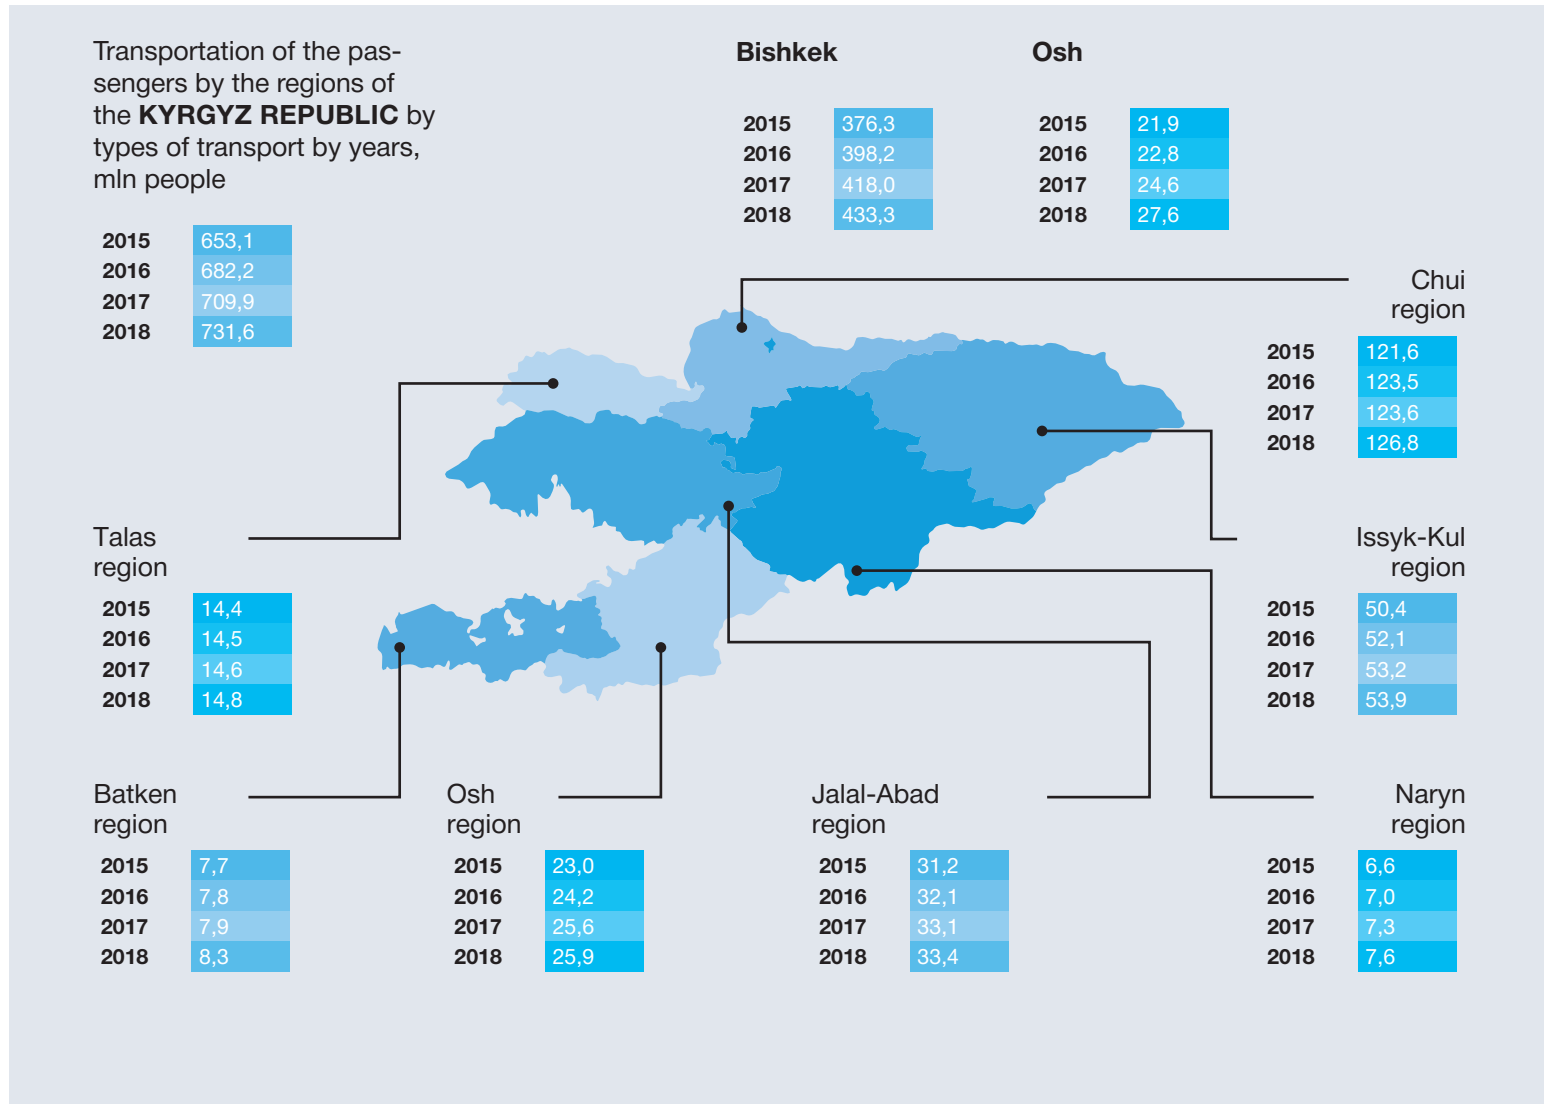 Transportation of the pas-
sengers by the regions of
the KYRGYZ REPUBLIC by
types of transport by years,
mln people
2015 653,1
2016 682,2
2017 709,9
2018 731,6
Bishkek
2015 376,3
2016 398,2
2017 418,0
2018 433,3
Osh
2015 21,9
2016 22,8
2017 24,6
2018 27,6
Chui
region
2015 121,6
2016 123,5
2017 123,6
2018 126,8
Talas
region
2015 14,4
2016 14,5
2017 14,6
2018 14,8
Issyk-Kul
region
2015 50,4
2016 52,1
2017 53,2
2018 53,9
Batken
region
2015 7,7
2016 7,8
2017 7,9
2018 8,3
Osh
region
2015 23,0
2016 24,2
2017 25,6
2018 25,9
Jalal-Abad
region
2015 31,2
2016 32,1
2017 33,1
2018 33,4
Naryn
region
2015 6,6
2016 7,0
2017 7,3
2018 7,6